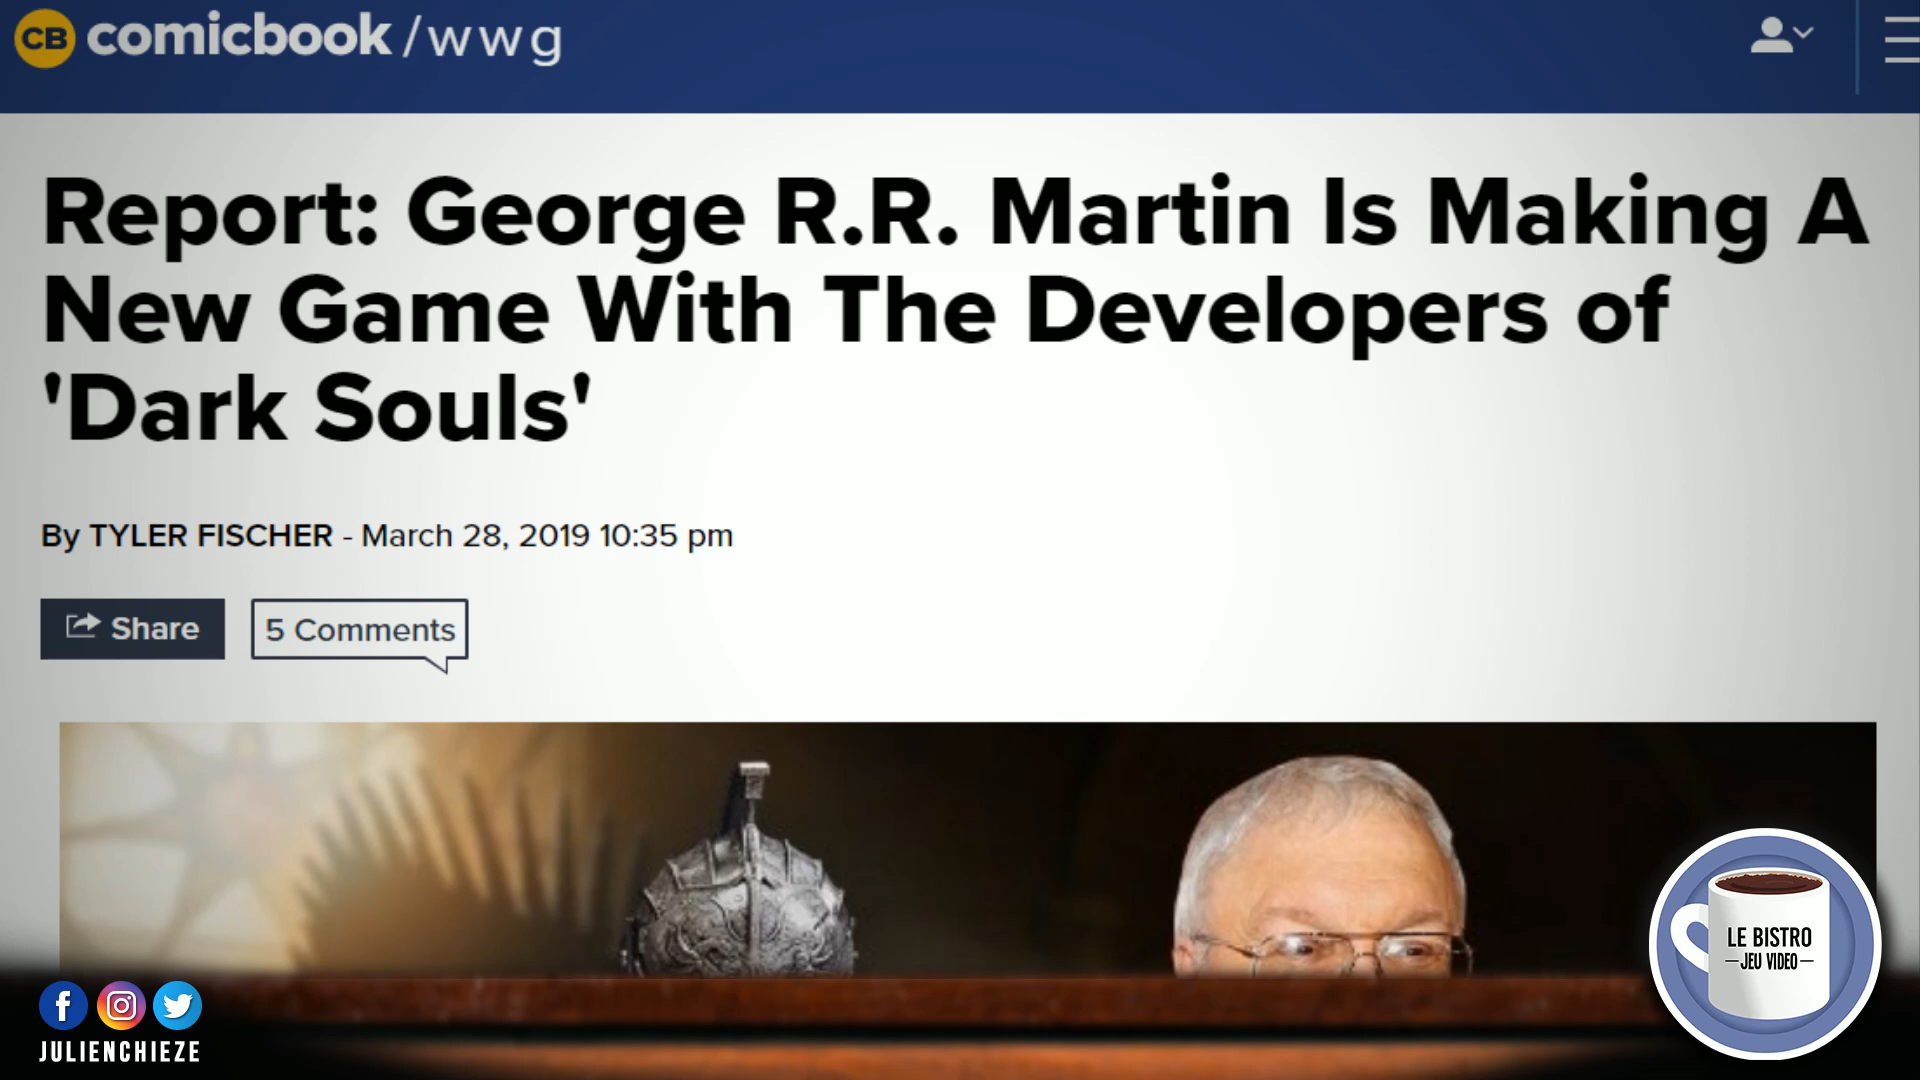 CB comicbook /wwg
Report: George R.R. Martin Is Making A
New Game With The Developers of
'Dark Souls'
By TYLER FISCHER - March 28, 2019 10:35 pm
Share
5 Comments
LE BISTRO
—JEU VIDEO—
f
JULIENCHIEZE